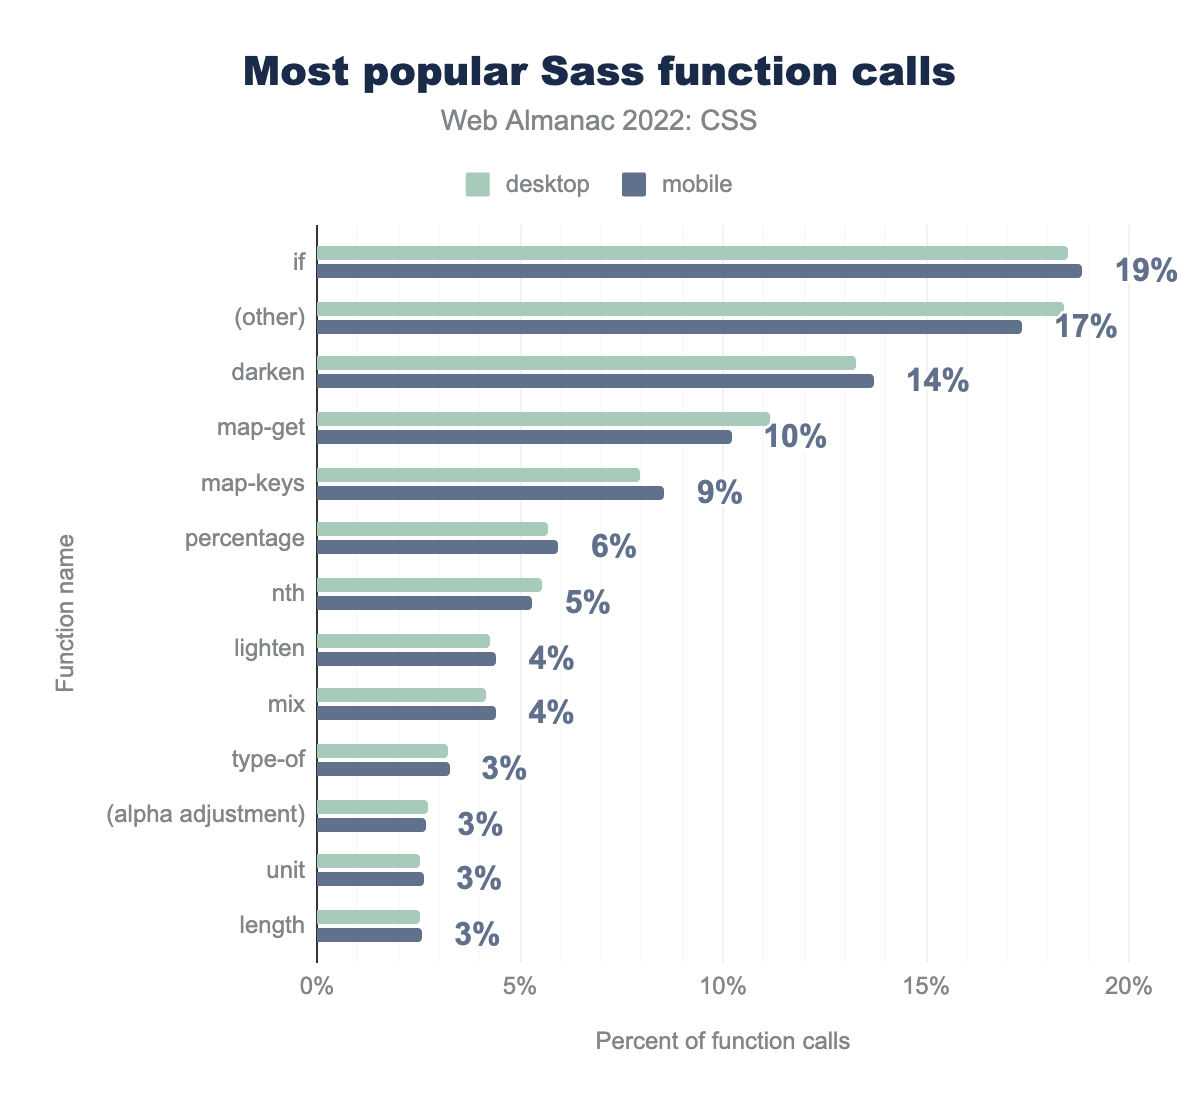 Most popular Sass function calls
Web Almanac 2022: CSS
desktop
mobile
Function name
if
19%
(other)
17%
darken
14%
map-get
10%
map-keys
9%
percentage
6%
nth
5%
lighten
4%
mix
4%
type-of
3%
(alpha adjustment)
3%
unit
3%
length
3%
0%
5%
10%
15%
20%
Percent of function calls